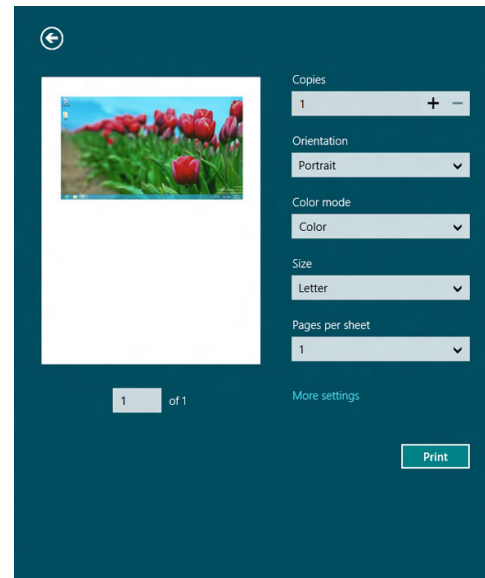 Copies
1
Orientation
Portrait
Color mode
Color
Size
Letter
Pages per sheet
1
1 of 1
More settings
Print